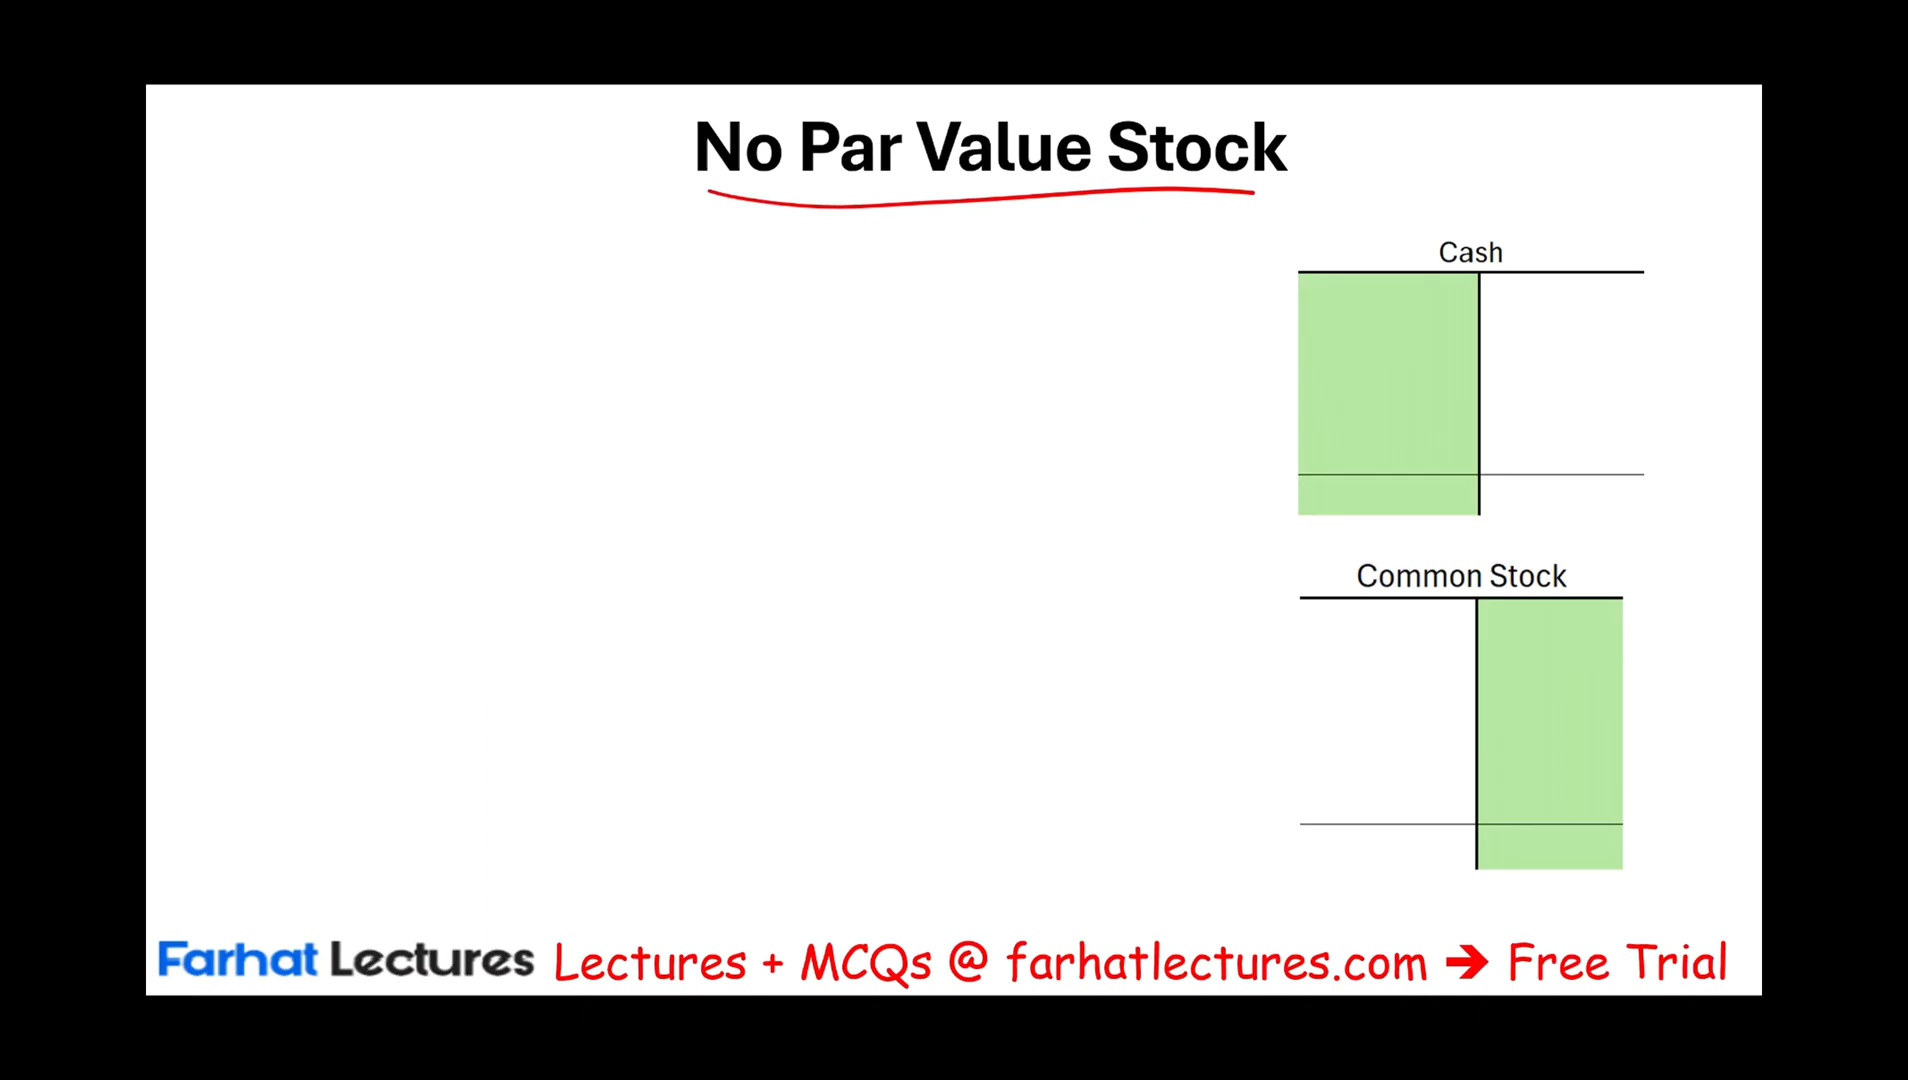 No Par Value Stock
Cash
Common Stock
Farhat Lectures Lectures + MCQs @ farhatlectures.com ➔ Free Trial